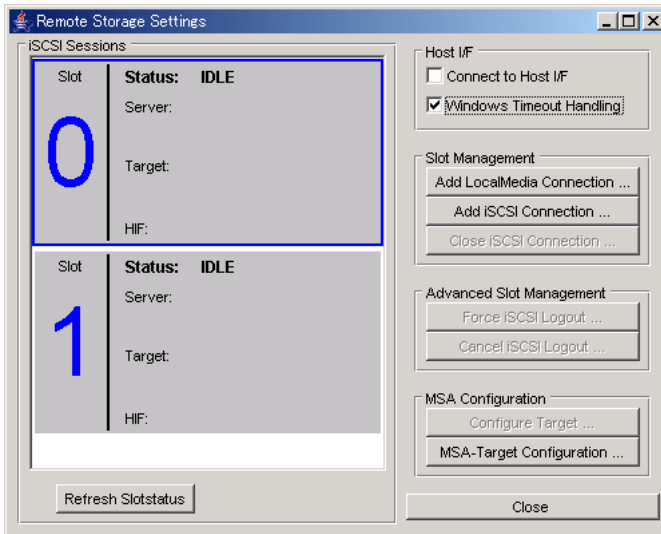 Remote Storage Settings
iSCSI Sessions
Slot
0
Status: IDLE
Server:
Target:
HIF:
Slot
1
Status: IDLE
Server:
Target:
HIF:
Refresh Slotstatus
Host I/F
Connect to Host I/F
Windows Timeout Handling
Slot Management
Add LocalMedia Connection ...
Add iSCSI Connection ...
Close iSCSI Connection ...
Advanced Slot Management
Force iSCSI Logout ...
Cancel iSCSI Logout ...
MSA Configuration
Configure Target ...
MSA-Target Configuration ...
Close